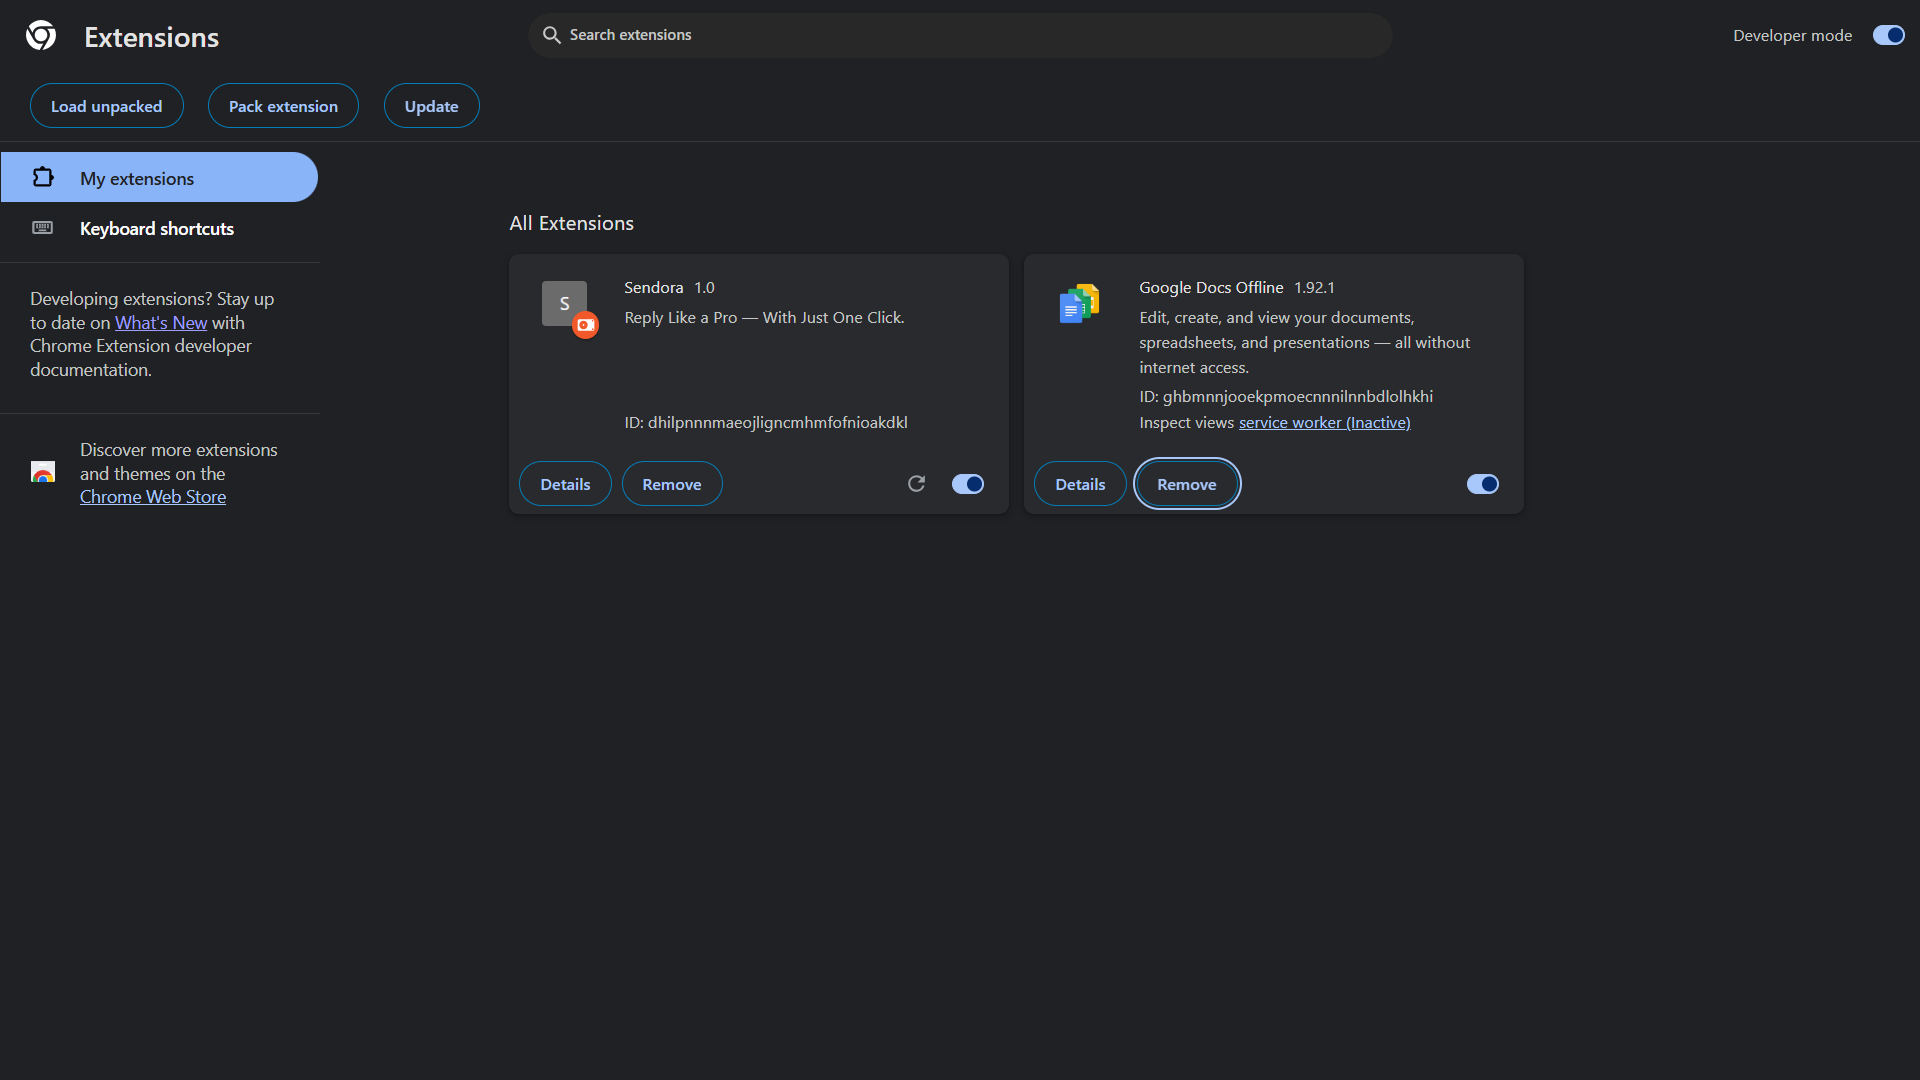 Extensions
Search extensions
Developer mode
Load unpacked
Pack extension
Update
My extensions
Keyboard shortcuts
Developing extensions? Stay up
to date on What's New with
Chrome Extension developer
documentation.
Discover more extensions
and themes on the
Chrome Web Store
All Extensions
S
Sendora 1.0
Reply Like a Pro — With Just One Click.
ID: dhilpnnnmaeojligncmhmfofnioakdkl
Details
Remove
Google Docs Offline 1.92.1
Edit, create, and view your documents,
spreadsheets, and presentations — all without
internet access.
ID: ghbmnnjooekpmoecnnnilnnbdlolhkhi
Inspect views service worker (Inactive)
Details
Remove